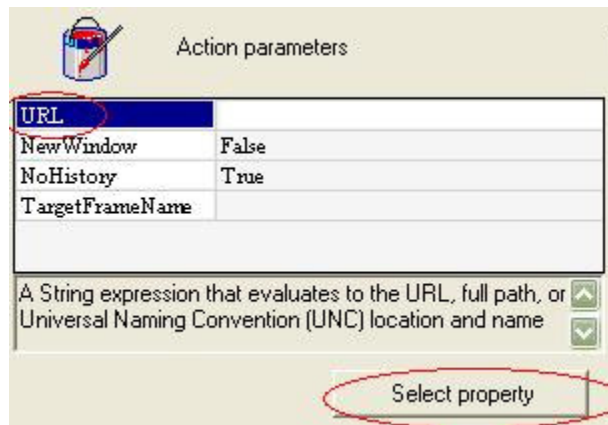 Action parameters
URL
NewWindow False
NoHistory True
TargetFrameName
A String expression that evaluates to the URL, full path, or
Universal Naming Convention (UNC) location and name
Select property